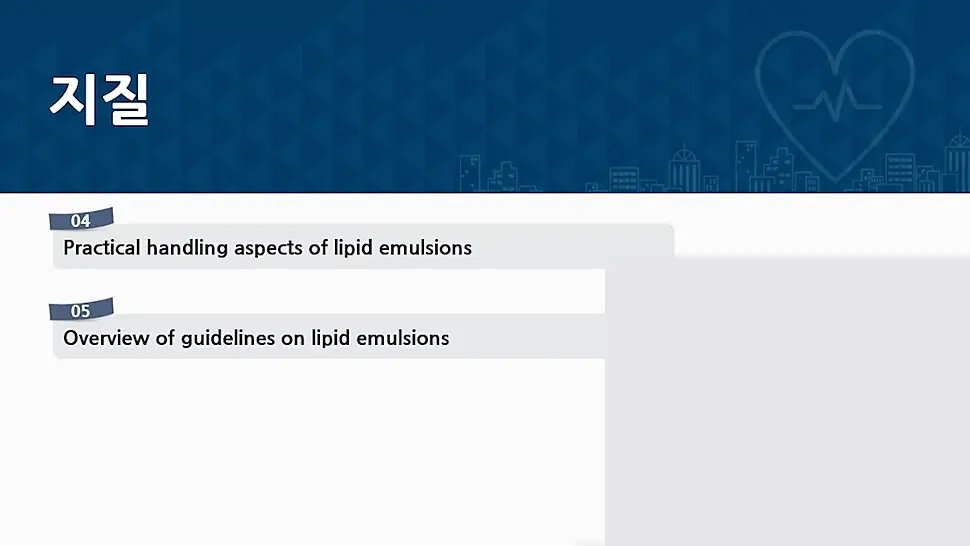 지질
04
Practical handling aspects of lipid emulsions
05
Overview of guidelines on lipid emulsions